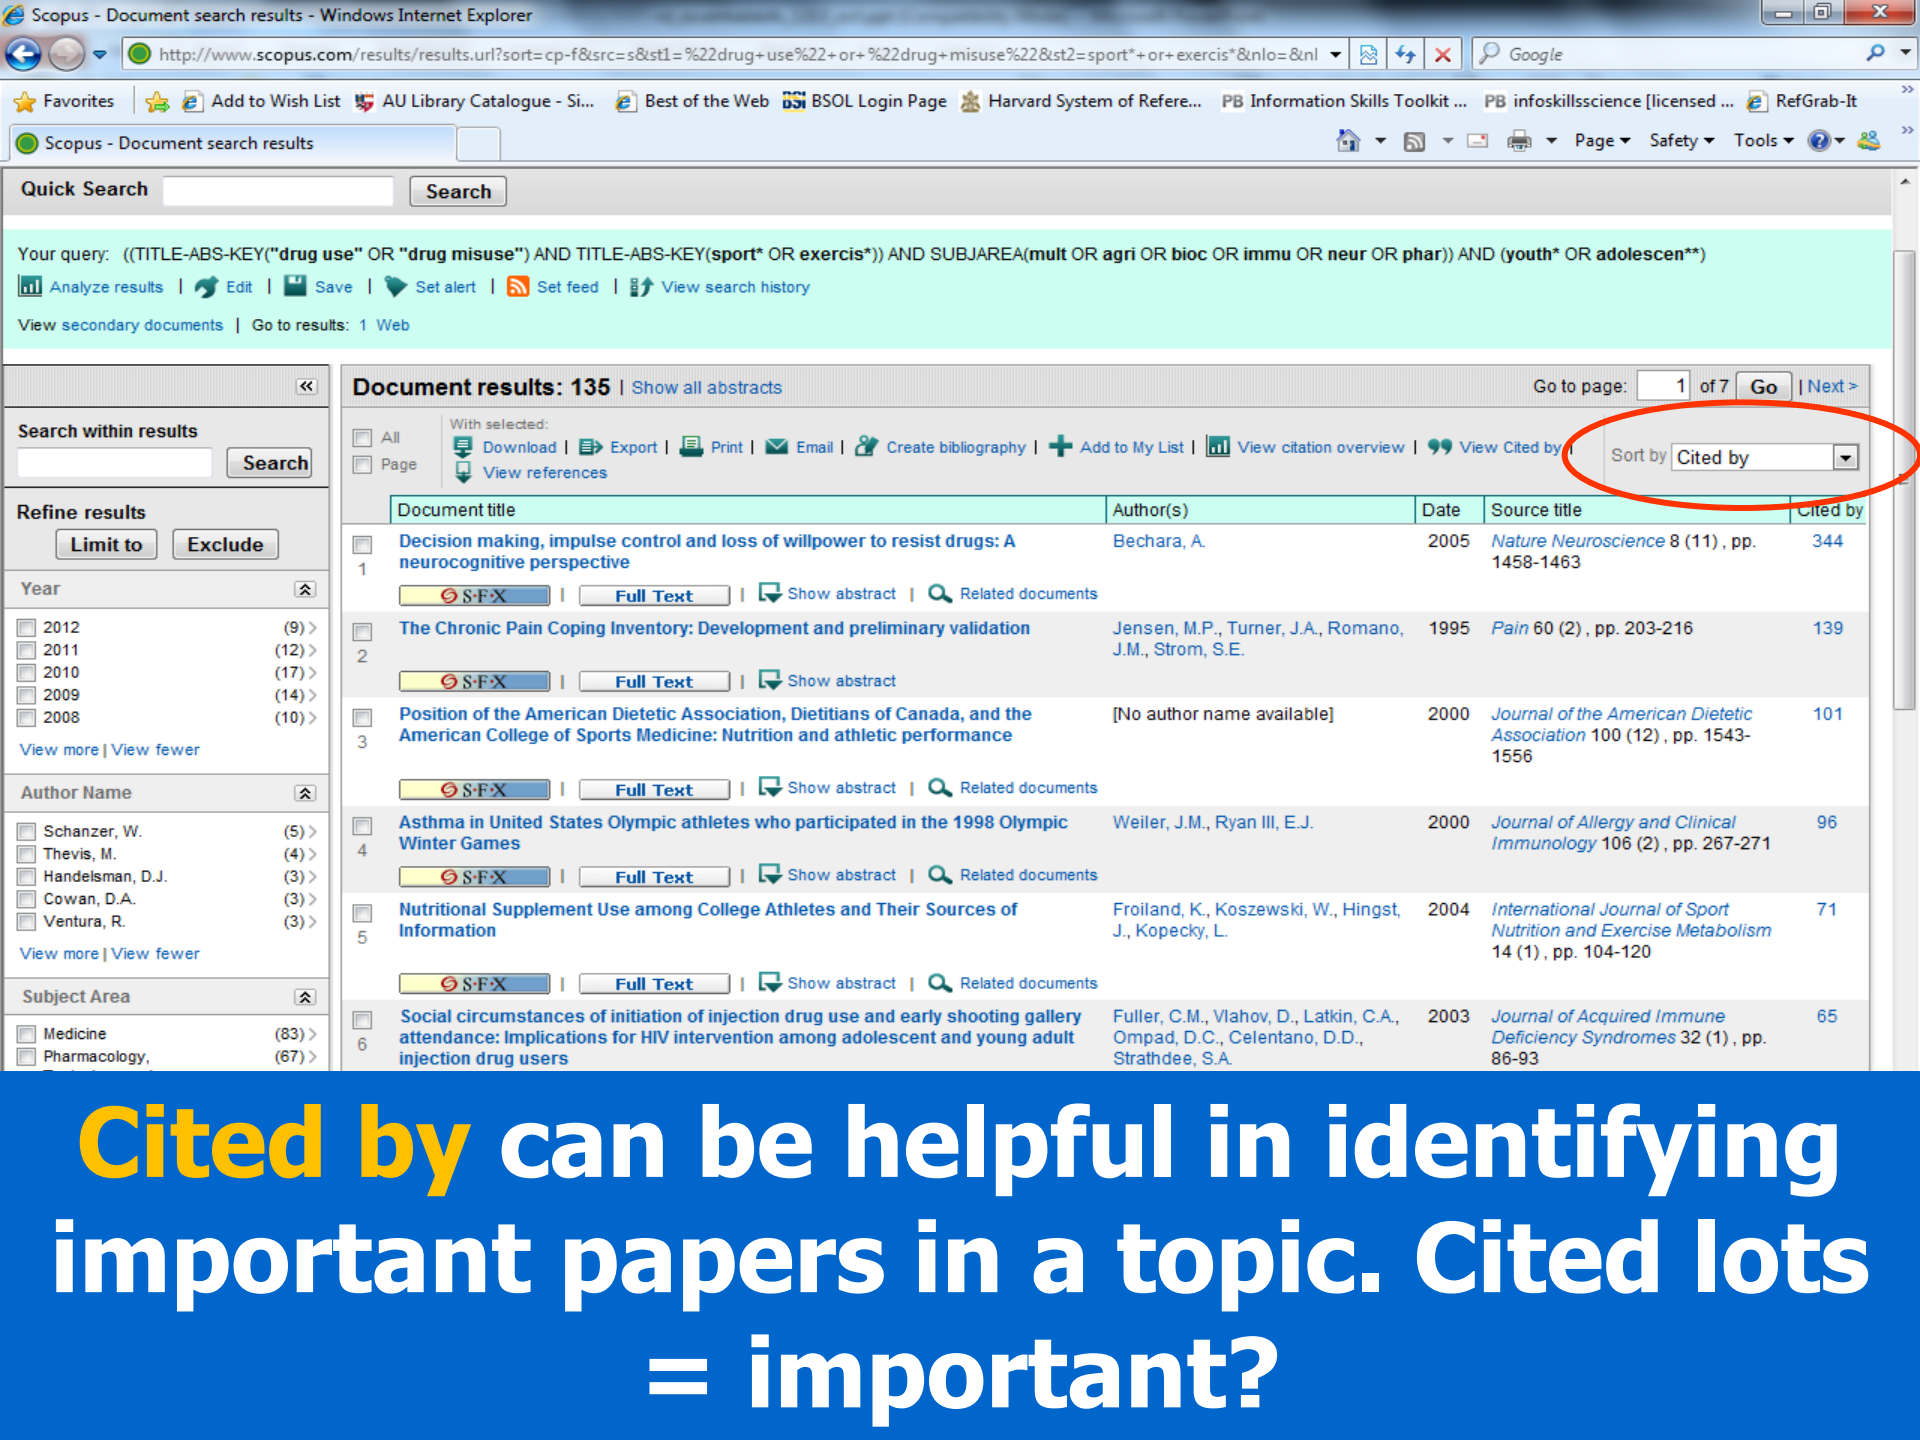 Scopus - Document search results - Windows Internet Explorer
http://www.scopus.com/results/results.url?sort=cp-f&src=s&st1=%22drug+use%22+or+%22drug+misuse%22&st2=sport*+or+exercis*&nlo=&nl
Google
Favorites
Add to Wish List
AU Library Catalogue - Si...
Best of the Web
BSI BSOL Login Page
Harvard System of Refere...
PB Information Skills Toolkit ...
PB infoskillsscience [licensed ...
RefGrab-It
Scopus - Document search results
Page
Safety
Tools
Quick Search
Search
Your query: ((TITLE-ABS-KEY("drug use" OR "drug misuse") AND TITLE-ABS-KEY(sport* OR exercis*)) AND SUBJAREA(mult OR agri OR bioc OR immu OR neur OR phar)) AND (youth* OR adolescen**)
Analyze results | Edit | Save | Set alert | Set feed | View search history
View secondary documents | Go to results: 1 Web
Document results: 135 | Show all abstracts
Go to page: 1 of 7 Go | Next >
Search within results
Search
Refine results
Limit to Exclude
Year
2012 (9)
2011 (12)
2010 (17)
2009 (14)
2008 (10)
View more | View fewer
Author Name
Schanzer, W. (5)
Thevis, M. (4)
Handelsman, D.J. (3)
Cowan, D.A. (3)
Ventura, R. (3)
View more | View fewer
Subject Area
Medicine (83)
Pharmacology, (67)
All
Page
With selected:
Download | Export | Print | Email | Create bibliography | Add to My List | View citation overview | View Cited by |
View references
Sort by Cited by
Document title Author(s) Date Source title Cited by
1
Decision making, impulse control and loss of willpower to resist drugs: A
neurocognitive perspective
Bechara, A.
2005
Nature Neuroscience 8 (11) , pp.
1458-1463
344
S·F·X | Full Text | Show abstract | Related documents
2
The Chronic Pain Coping Inventory: Development and preliminary validation
Jensen, M.P., Turner, J.A., Romano,
J.M., Strom, S.E.
1995
Pain 60 (2) , pp. 203-216
139
S·F·X | Full Text | Show abstract
3
Position of the American Dietetic Association, Dietitians of Canada, and the
American College of Sports Medicine: Nutrition and athletic performance
[No author name available]
2000
Journal of the American Dietetic
Association 100 (12) , pp. 1543-
1556
101
S·F·X | Full Text | Show abstract | Related documents
4
Asthma in United States Olympic athletes who participated in the 1998 Olympic
Winter Games
Weiler, J.M., Ryan III, E.J.
2000
Journal of Allergy and Clinical
Immunology 106 (2) , pp. 267-271
96
S·F·X | Full Text | Show abstract | Related documents
5
Nutritional Supplement Use among College Athletes and Their Sources of
Information
Froiland, K., Koszewski, W., Hingst,
J., Kopecky, L.
2004
International Journal of Sport
Nutrition and Exercise Metabolism
14 (1) , pp. 104-120
71
S·F·X | Full Text | Show abstract | Related documents
6
Social circumstances of initiation of injection drug use and early shooting gallery
attendance: Implications for HIV intervention among adolescent and young adult
injection drug users
Fuller, C.M., Vlahov, D., Latkin, C.A.,
Ompad, D.C., Celentano, D.D.,
Strathdee, S.A.
2003
Journal of Acquired Immune
Deficiency Syndromes 32 (1) , pp.
86-93
65
Cited by can be helpful in identifying
important papers in a topic. Cited lots
= important?